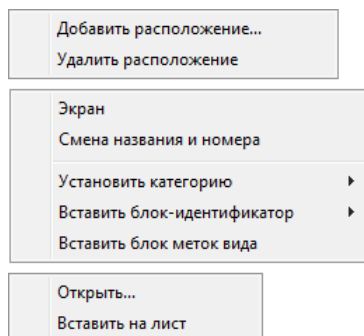 Добавить расположение...
Удалить расположение
Экран
Смена названия и номера
Установить категорию
Вставить блок-идентификатор
Вставить блок меток вида
Открыть...
Вставить на лист